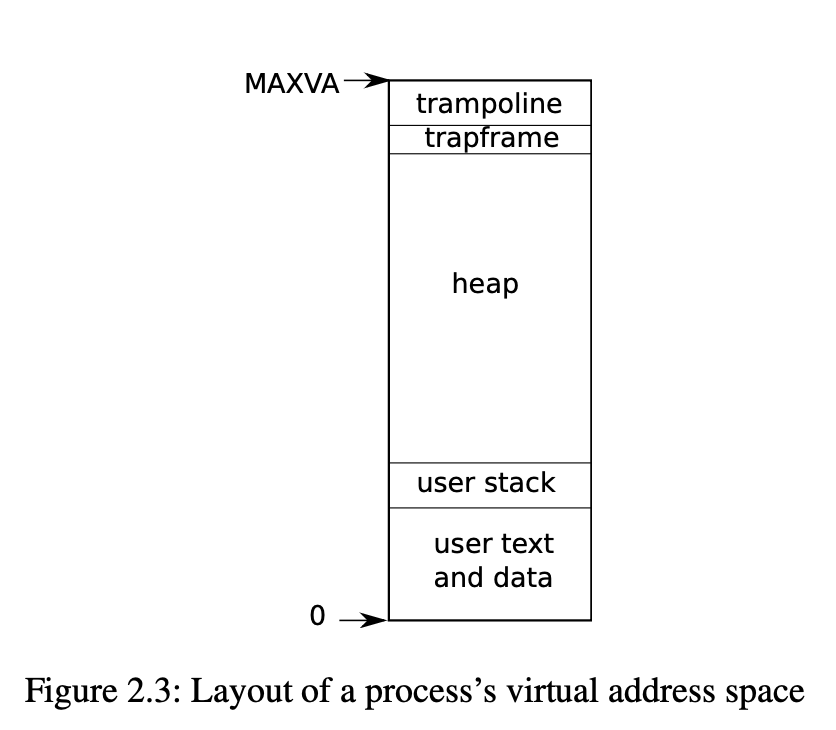 MAXVA
trampoline
trapframe
heap
user stack
user text
and data
0
Figure 2.3: Layout of a process’s virtual address space